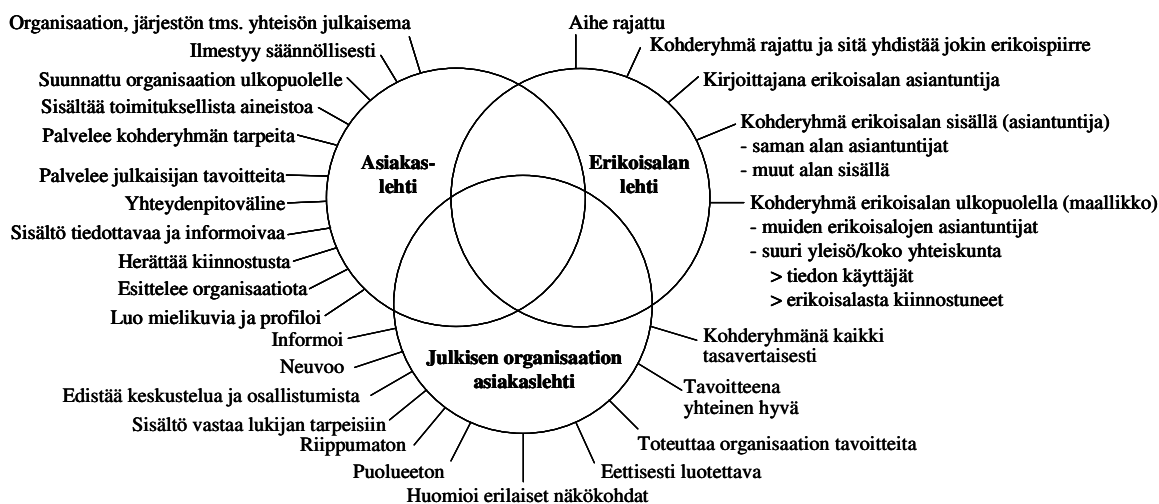 Organisaation, järjestön tms. yhteisön julkaisema
Ilmestyy säännöllisesti
Suunnattu organisaation ulkopuolelle
Sisältää toimituksellista aineistoa
Palvelee kohderyhmän tarpeita
Palvelee julkaisijan tavoitteita
Yhteydenpitoväline
Sisältö tiedottavaa ja informoivaa
Herättää kiinnostusta
Esittelee organisaatiota
Luo mielikuvia ja profiloi
Asiakas-
lehti
Aihe rajattu
Kohderyhmä rajattu ja sitä yhdistää jokin erikoispiirre
Kirjoittajana erikoisalan asiantuntija
Kohderyhmä erikoisalan sisällä (asiantuntija)
- saman alan asiantuntijat
- muut alan sisällä
Kohderyhmä erikoisalan ulkopuolella (maallikko)
- muiden erikoisalojen asiantuntijat
- suuri yleisö/koko yhteiskunta
> tiedon käyttäjät
> erikoisalasta kiinnostuneet
Erikoisalan
lehti
Informoi
Neuvoo
Edistää keskustelua ja osallistumista
Sisältö vastaa lukijan tarpeisiin
Riippumaton
Puolueeton
Huomioi erilaiset näkökohdat
Julkisen organisaation
asiakaslehti
Kohderyhmänä kaikki
tasavertaisesti
Tavoitteena
yhteinen hyvä
Toteuttaa organisaation tavoitteita
Eettisesti luotettava